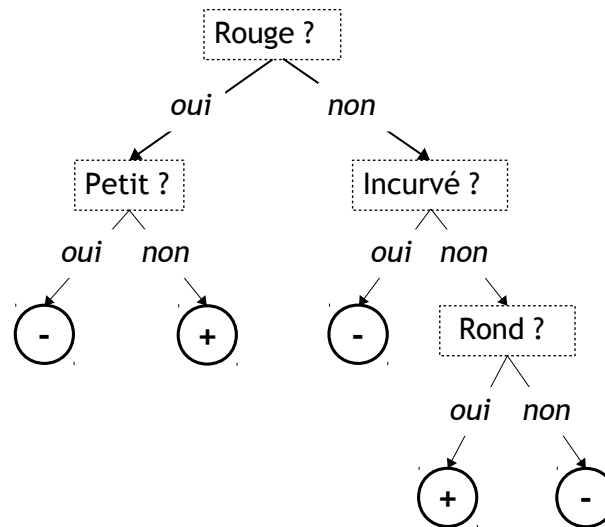 Rouge ?
oui non
Petit ? Incurvé ?
oui non oui non
- + - Rond ?
oui non
+ -